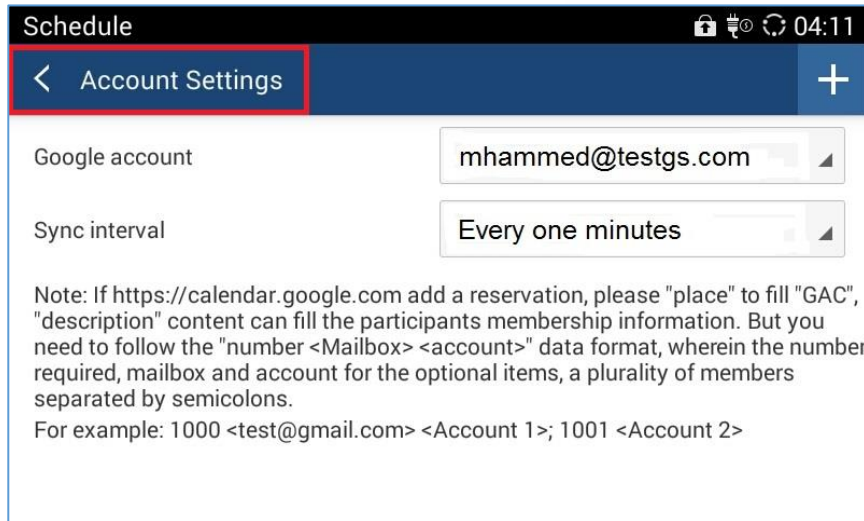 Schedule 04:11
Account Settings
Google account mhammed@testgs.com
Sync interval Every one minutes
Note: If https://calendar.google.com add a reservation, please "place" to fill "GAC",
"description" content can fill the participants membership information. But you
need to follow the "number <Mailbox> <account>" data format, wherein the number
required, mailbox and account for the optional items, a plurality of members
separated by semicolons.
For example: 1000 <test@gmail.com> <Account 1>; 1001 <Account 2>